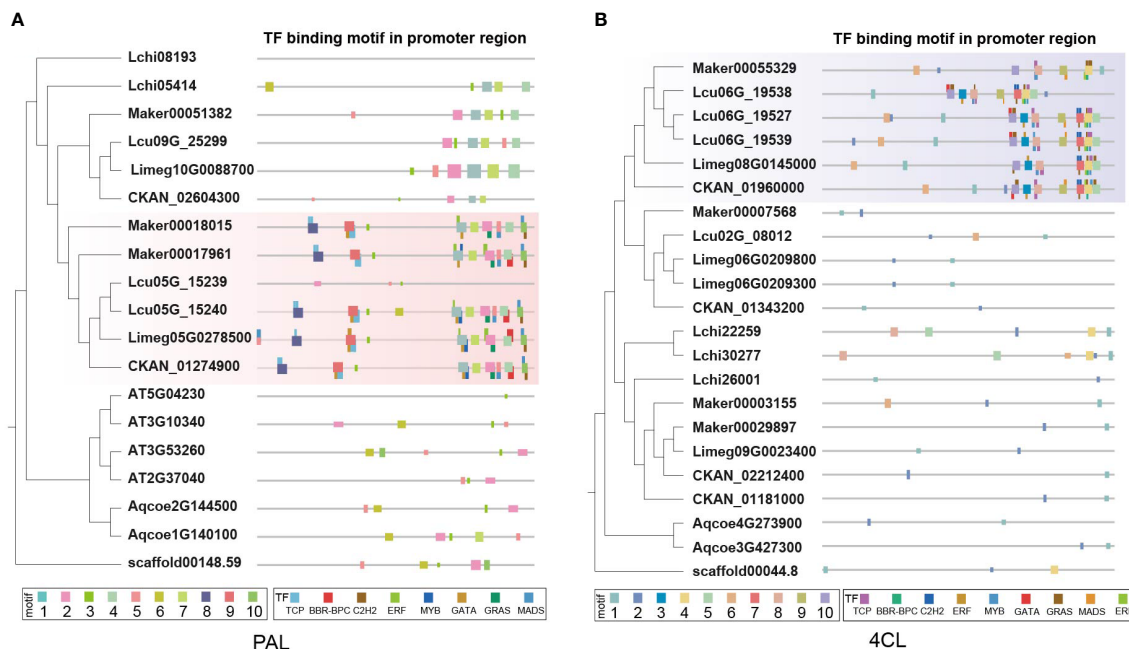 A
TF binding motif in promoter region
Lchi08193
Lchi05414
Maker00051382
Lcu09G_25299
Limeg10G0088700
CKAN_02604300
Maker00018015
Maker00017961
Lcu05G_15239
Lcu05G_15240
Limeg05G0278500
CKAN_01274900
AT5G04230
AT3G10340
AT3G53260
AT2G37040
Aqcoe2G144500
Aqcoe1G140100
scaffold00148.59
motif
1 2 3 4 5 6 7 8 9 10
TF
TCP BBR-BPC C2H2 ERF MYB GATA GRAS MADS
PAL
B
TF binding motif in promoter region
Maker00055329
Lcu06G_19538
Lcu06G_19527
Lcu06G_19539
Limeg08G0145000
CKAN_01960000
Maker00007568
Lcu02G_08012
Limeg06G0209800
Limeg06G0209300
CKAN_01343200
Lchi22259
Lchi30277
Lchi26001
Maker00003155
Maker00029897
Limeg09G0023400
CKAN_02212400
CKAN_01181000
Aqcoe4G273900
Aqcoe3G427300
scaffold00044.8
motif
1 2 3 4 5 6 7 8 9 10
TF
TCP BBR-BPC C2H2 ERF MYB GATA GRAS MADS
4CL